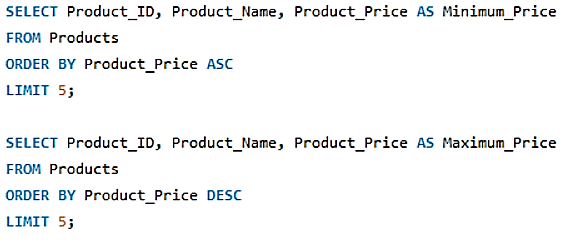 SELECT Product_ID, Product_Name, Product_Price AS Minimum_Price
FROM Products
ORDER BY Product_Price ASC
LIMIT 5;
SELECT Product_ID, Product_Name, Product_Price AS Maximum_Price
FROM Products
ORDER BY Product_Price DESC
LIMIT 5;